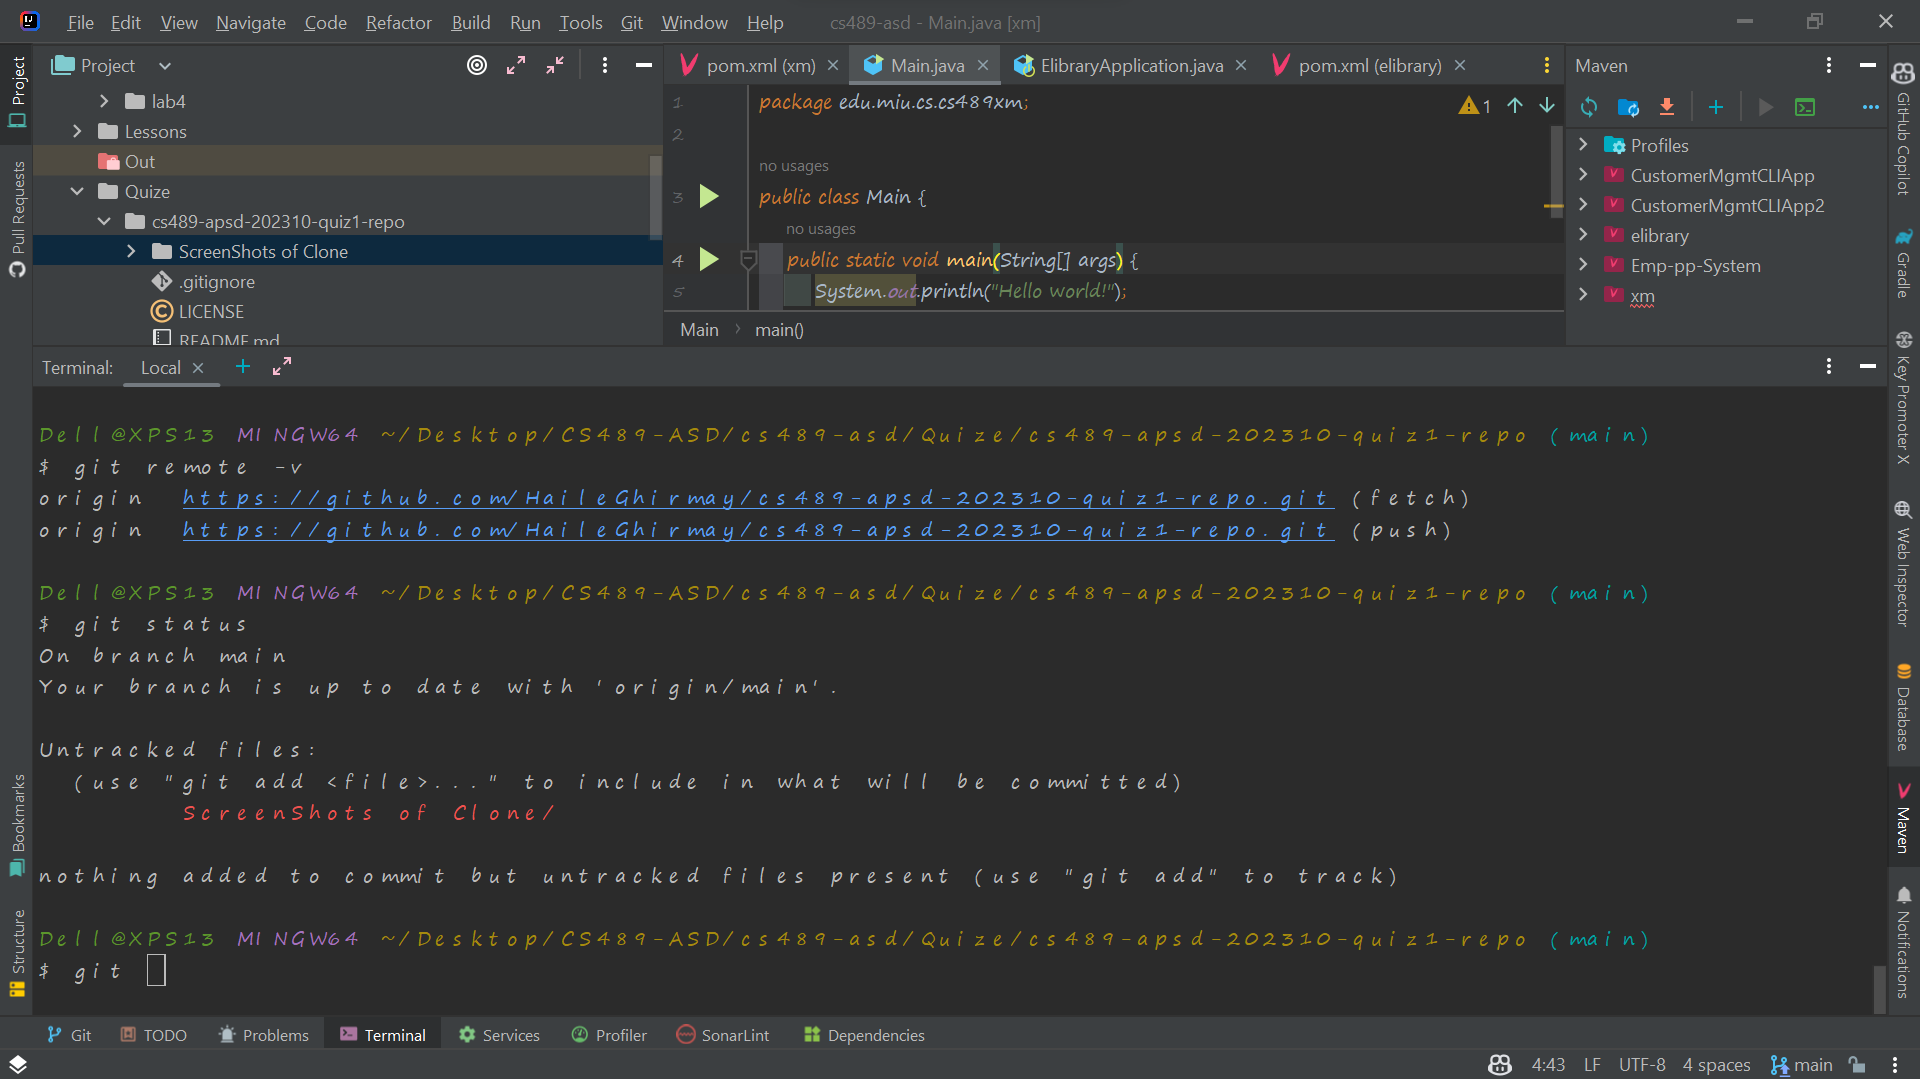 File Edit View Navigate Code Refactor Build Run Tools Git Window Help cs489-asd - Main.java [xm]
Project
lab4
Lessons
Out
Quize
cs489-apsd-202310-quiz1-repo
ScreenShots of Clone
.gitignore
LICENSE
README.md
pom.xml (xm) Main.java ElibraryApplication.java pom.xml (elibrary)
1 package edu.miu.cs.cs489xm;
1
2
no usages
3 public class Main {
no usages
4 public static void main(String[] args) {
5 System.out.println("Hello world!");
Main main()
Maven
Profiles
CustomerMgmtCLIApp
CustomerMgmtCLIApp2
elibrary
Emp-pp-System
xm
Terminal: Local
Dell@XPS13 MINGW64 ~/Desktop/CS489-ASD/cs489-asd/Quize/cs489-apsd-202310-quiz1-repo (main)
$ git remote -v
origin https://github.com/HaileGhirmay/cs489-apsd-202310-quiz1-repo.git (fetch)
origin https://github.com/HaileGhirmay/cs489-apsd-202310-quiz1-repo.git (push)
Dell@XPS13 MINGW64 ~/Desktop/CS489-ASD/cs489-asd/Quize/cs489-apsd-202310-quiz1-repo (main)
$ git status
On branch main
Your branch is up to date with 'origin/main'.
Untracked files:
(use "git add <file>..." to include in what will be committed)
ScreenShots of Clone/
nothing added to commit but untracked files present (use "git add" to track)
Dell@XPS13 MINGW64 ~/Desktop/CS489-ASD/cs489-asd/Quize/cs489-apsd-202310-quiz1-repo (main)
$ git
Project
Pull Requests
Bookmarks
Structure
GitHub Copilot
Gradle
Key Promoter X
Web Inspector
Database
Maven
Notifications
Git TODO Problems Terminal Services Profiler SonarLint Dependencies
4:43 LF UTF-8 4 spaces main